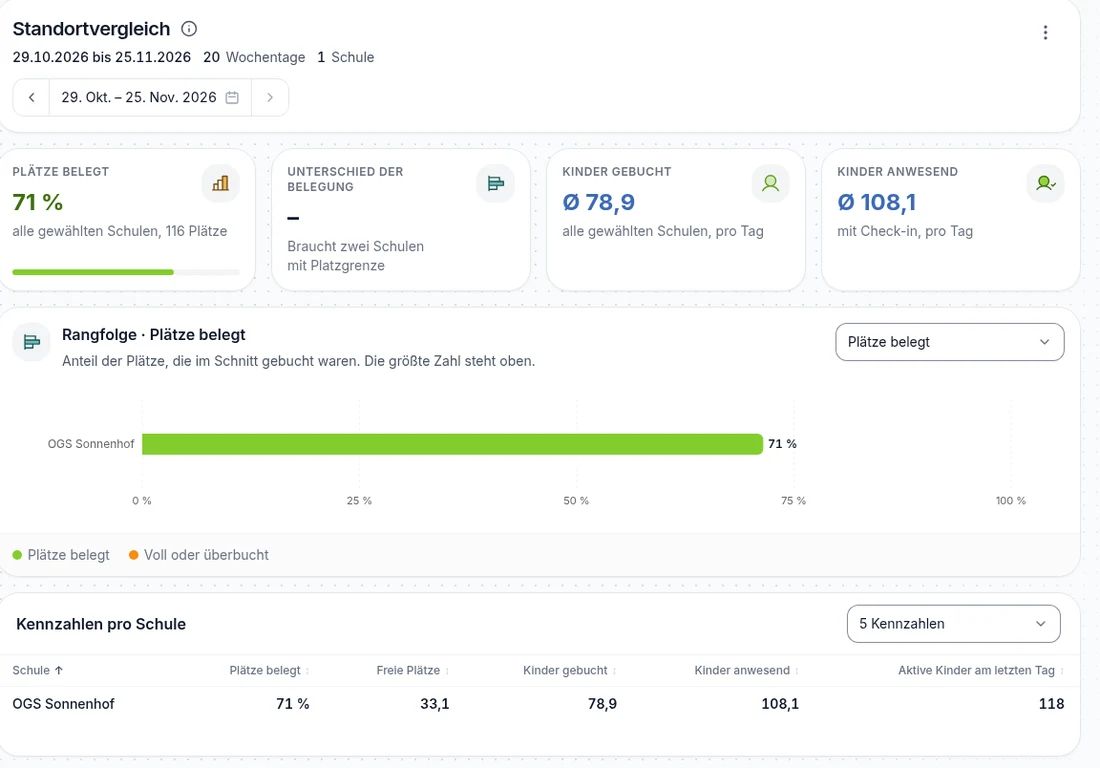 Standortvergleich
29.10.2026 bis 25.11.2026 20 Wochentage 1 Schule
29. Okt. – 25. Nov. 2026
PLÄTZE BELEGT
71 %
alle gewählten Schulen, 116 Plätze
UNTERSCHIED DER
BELEGUNG
–
Braucht zwei Schulen
mit Platzgrenze
KINDER GEBUCHT
Ø 78,9
alle gewählten Schulen, pro Tag
KINDER ANWESEND
Ø 108,1
mit Check-in, pro Tag
Rangfolge · Plätze belegt
Anteil der Plätze, die im Schnitt gebucht waren. Die größte Zahl steht oben.
Plätze belegt
OGS Sonnenhof 71 %
0 % 25 % 50 % 75 % 100 %
Plätze belegt Voll oder überbucht
Kennzahlen pro Schule
5 Kennzahlen
Schule ↑ Plätze belegt ↕ Freie Plätze ↕ Kinder gebucht ↕ Kinder anwesend ↕ Aktive Kinder am letzten Tag ↕
OGS Sonnenhof 71 % 33,1 78,9 108,1 118